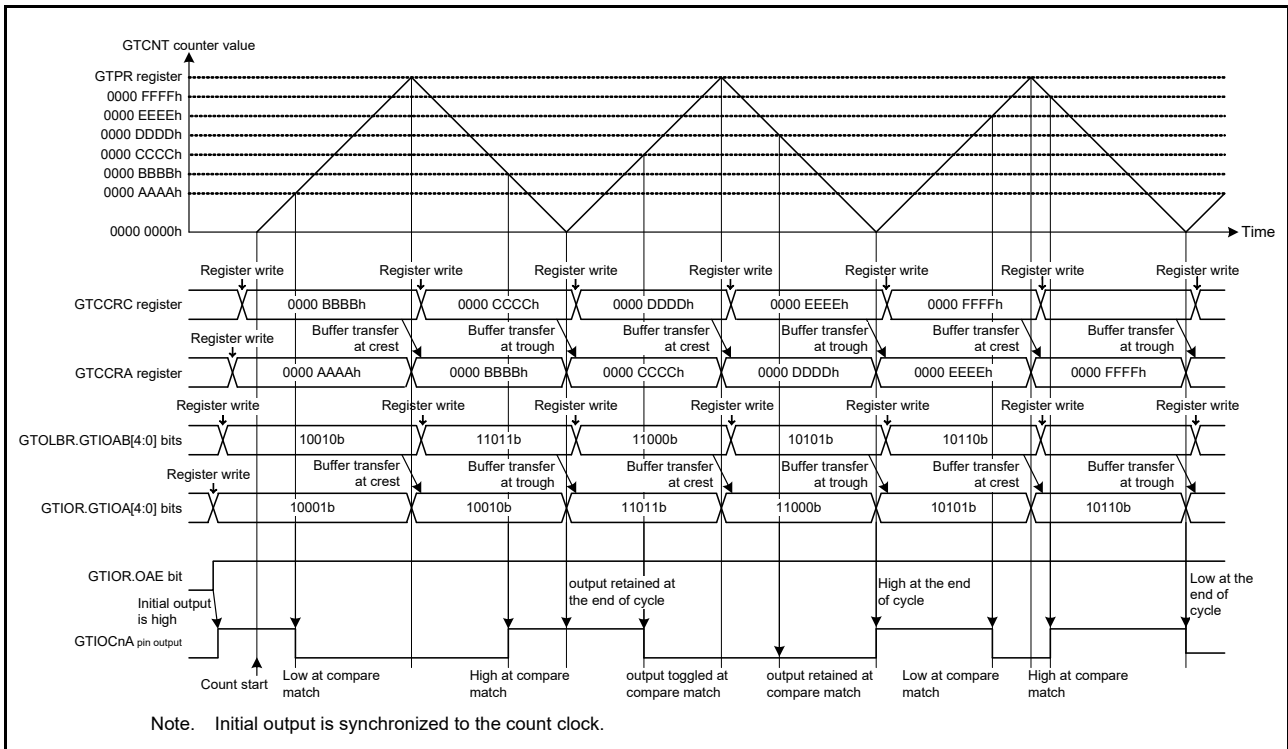 GTCNT counter value
GTPR register
0000 FFFFh
0000 EEEEh
0000 DDDDh
0000 CCCCh
0000 BBBBh
0000 AAAAh
0000 0000h
Time
Register write Register write Register write Register write Register write Register write Register write
GTCCRC register 0000 BBBBh 0000 CCCCh 0000 DDDDh 0000 EEEEh 0000 FFFFh
Register write
Buffer transfer Buffer transfer Buffer transfer Buffer transfer Buffer transfer Buffer transfer
at crest at trough at crest at trough at crest at trough
GTCCRA register 0000 AAAAh 0000 BBBBh 0000 CCCCh 0000 DDDDh 0000 EEEEh 0000 FFFFh
Register write Register write Register write Register write Register write Register write Register write
GTOLBR.GTIOAB[4:0] bits 10010b 11011b 11000b 10101b 10110b
Register write
Buffer transfer Buffer transfer Buffer transfer Buffer transfer Buffer transfer Buffer transfer
at crest at trough at crest at trough at crest at trough
GTIOR.GTIOA[4:0] bits 10001b 10010b 11011b 11000b 10101b 10110b
GTIOR.OAE bit
Initial output
is high
output retained at
the end of cycle
High at the end
of cycle
Low at the
end of
cycle
GTIOCnA pin output
Count start
Low at compare
match
High at compare
match
output toggled at
compare match
output retained at
compare match
Low at compare
match
High at compare
match
Note. Initial output is synchronized to the count clock.